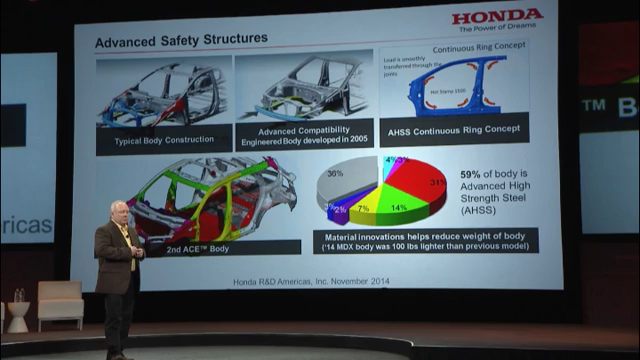 HONDA
The Power of Dreams
Advanced Safety Structures
Continuous Ring Concept
Load is smoothly
transferred through the
joints
Hot Stamp 1500
Typical Body Construction
Advanced Compatibility
Engineered Body developed in 2005
AHSS Continuous Ring Concept
4%
3%
36%
31%
3%
2%
7%
14%
59% of body is
Advanced High
Strength Steel
(AHSS)
2nd ACE™ Body
Material innovations helps reduce weight of body
('14 MDX body was 100 lbs lighter than previous model)
Honda R&D Americas, Inc. November 2014
ericas
™ B